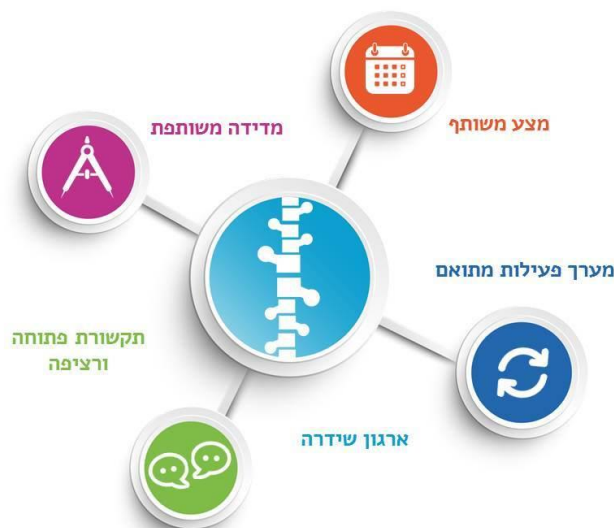 מצע משותף
מדידה משותפת
מערך פעילות מתואם
תקשורת פתוחה
ורציפה
ארגון שידרה